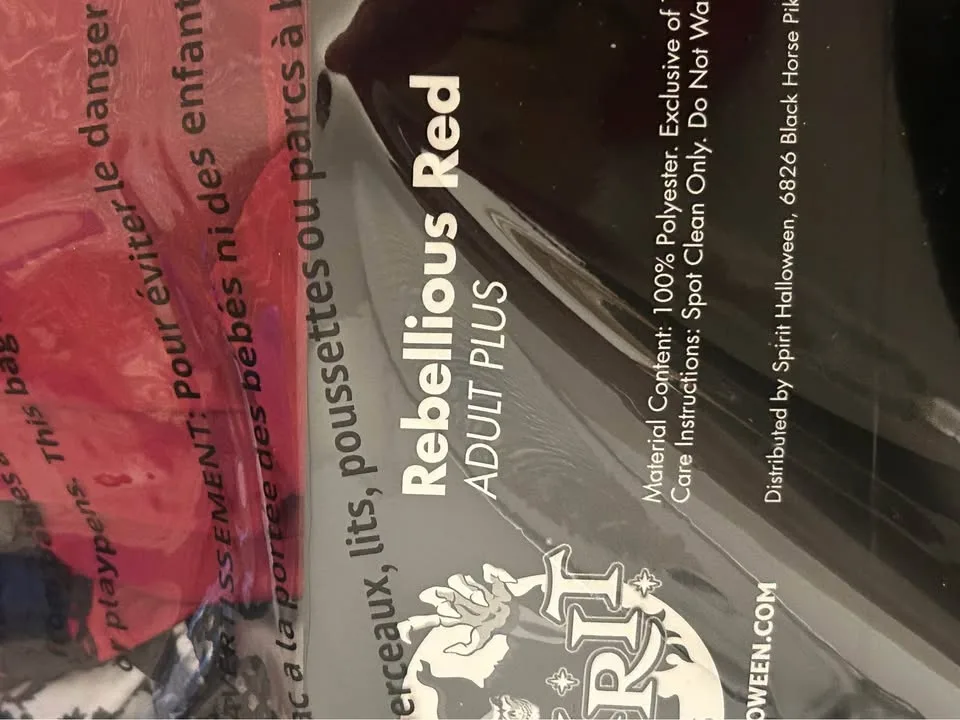 or playpens. This bag
AVERTISSEMENT: pour éviter le danger
à la portée des bébés ni des enfant
erceaux, lits, poussettes ou parcs à
Rebellious Red
ADULT PLUS
Material Content: 100% Polyester. Exclusive of
Care Instructions: Spot Clean Only. Do Not Wa
Distributed by Spirit Halloween, 6826 Black Horse Pik
SPIRIT
OWEEN.COM